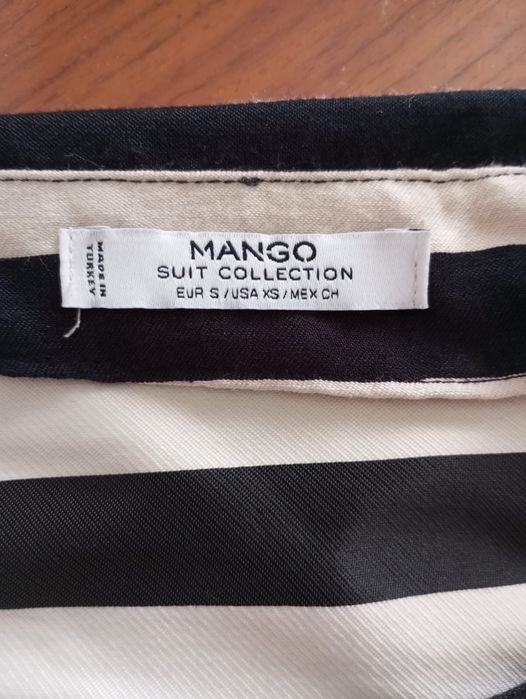 MANGO
SUIT COLLECTION
EUR S / USA XS / MEX CH
MADE IN
TURKEY